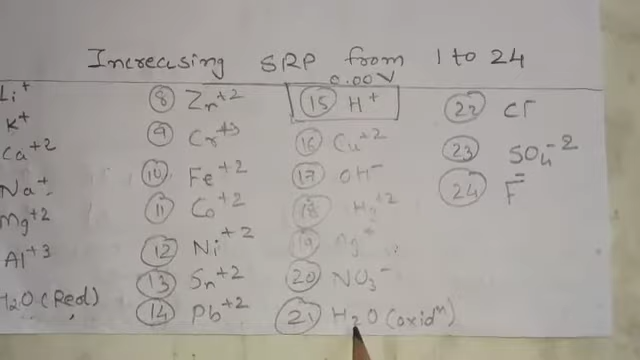 Increasing SRP from 1 to 24
0.00V
Li+
K+
Ca+2
Na+
Mg+2
Al+3
H2O (Red)
8 Zn+2
9 Cr+3
10 Fe+2
11 Co+2
12 Ni+2
13 Sn+2
14 Pb+2
15 H+
16 Cu+2
17 OH-
18 Hg+2
19 Ag+
20 NO3-
21 H2O (oxidn)
22 Cl-
23 SO4-2
24 F-